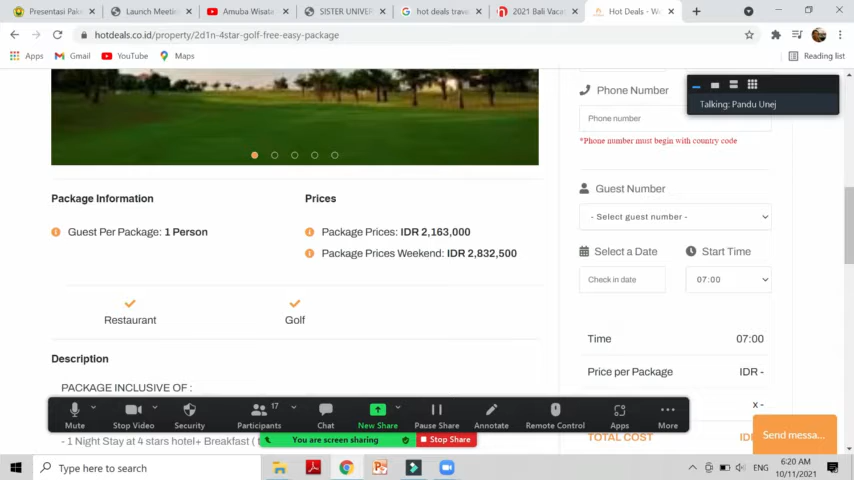 Presentasi Pak
Launch Meetin
Amuba Wisata
SISTER UNIVER
hot deals trave
2021 Bali Vaca
Hot Deals - W
hotdeals.co.id/property/2d1n-4star-golf-free-easy-package
Apps
Gmail
YouTube
Maps
Reading list
Phone Number
Talking: Pandu Unej
Phone number
*Phone number must begin with country code
Package Information
Prices
Guest Number
Guest Per Package: 1 Person
Package Prices: IDR 2,163,000
- Select guest number -
Package Prices Weekend: IDR 2,832,500
Select a Date
Start Time
Check in date
07:00
Restaurant
Golf
Time
07:00
Description
Price per Package
IDR -
PACKAGE INCLUSIVE OF :
x -
17
Mute
Stop Video
Security
Participants
Chat
New Share
Pause Share
Annotate
Remote Control
Apps
More
You are screen sharing
Stop Share
- 1 Night Stay at 4 stars hotel+ Breakfast (
TOTAL COST
Send messa...
Type here to search
ENG
6:20 AM
10/11/2021